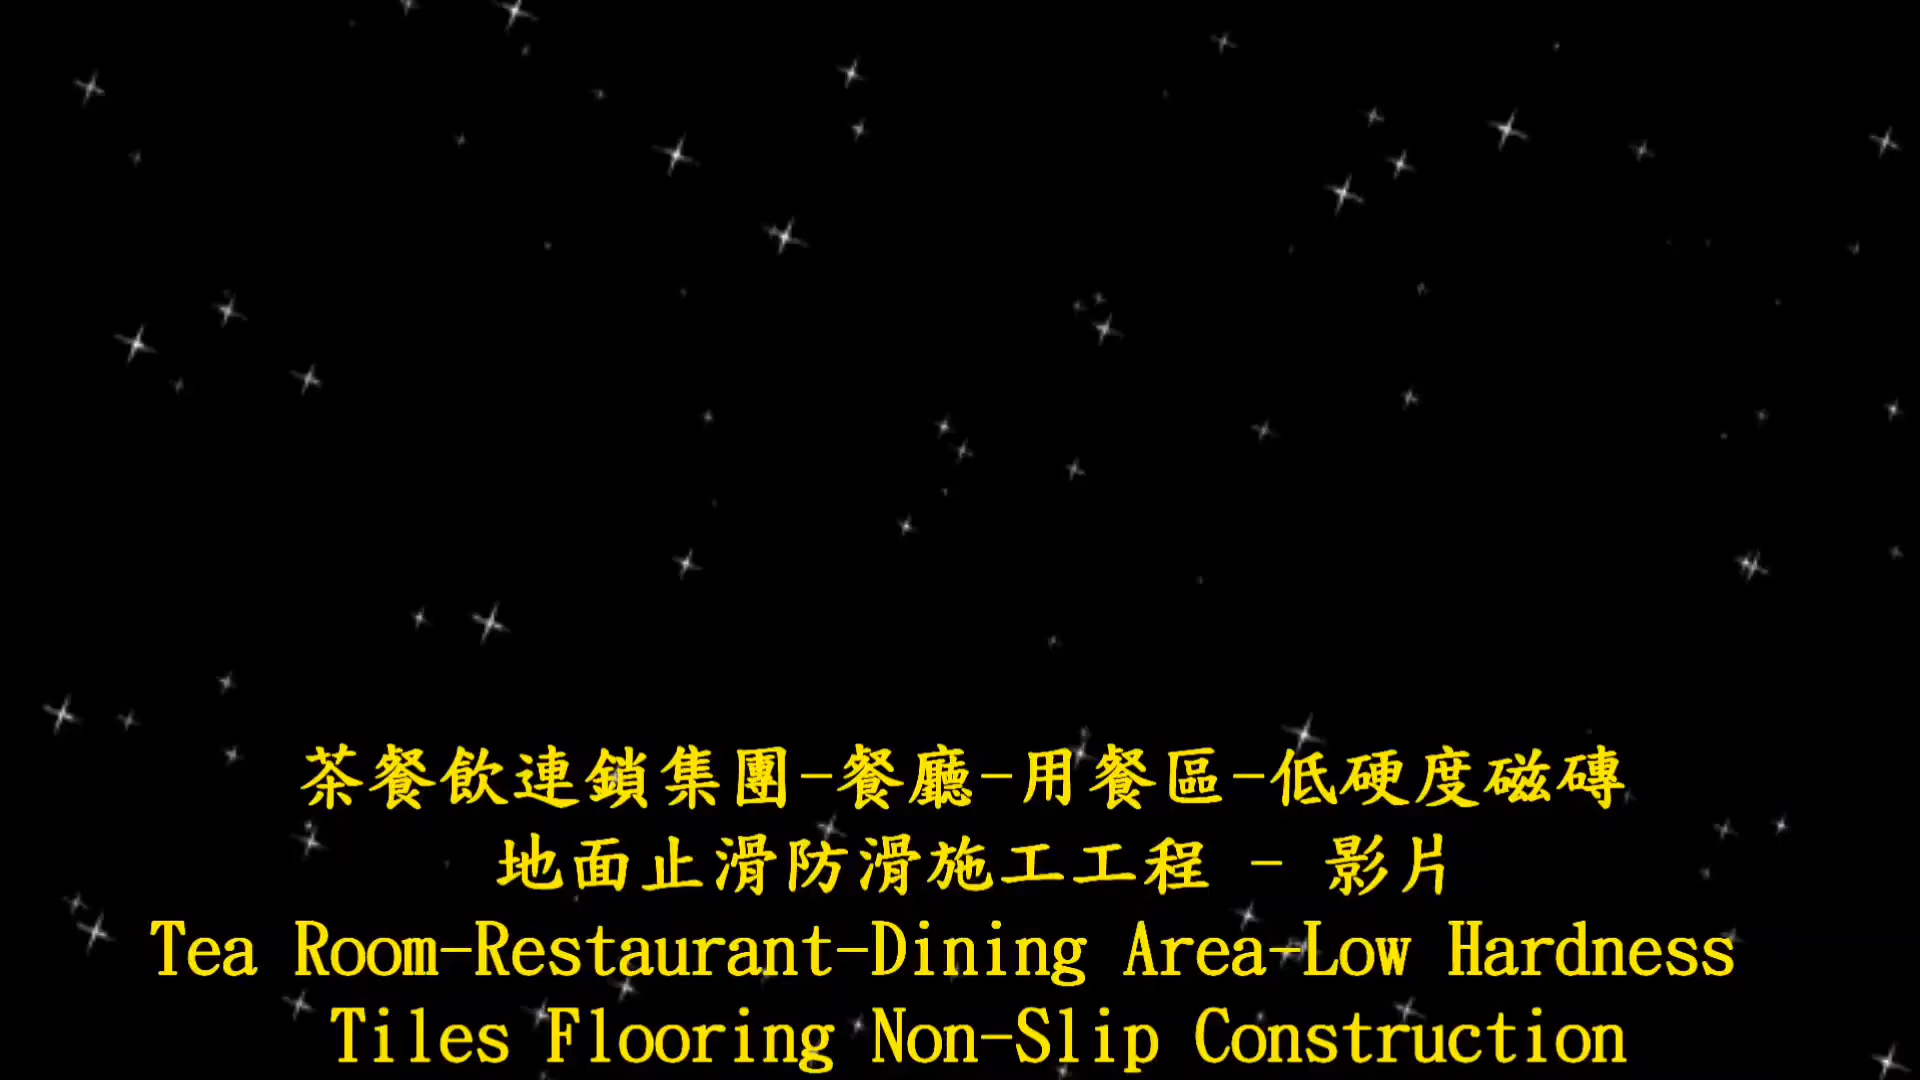 茶餐飲連鎖集團-餐廳-用餐區-低硬度磁磚
地面止滑防滑施工工程 - 影片
Tea Room-Restaurant-Dining Area-Low Hardness
Tiles Flooring Non-Slip Construction